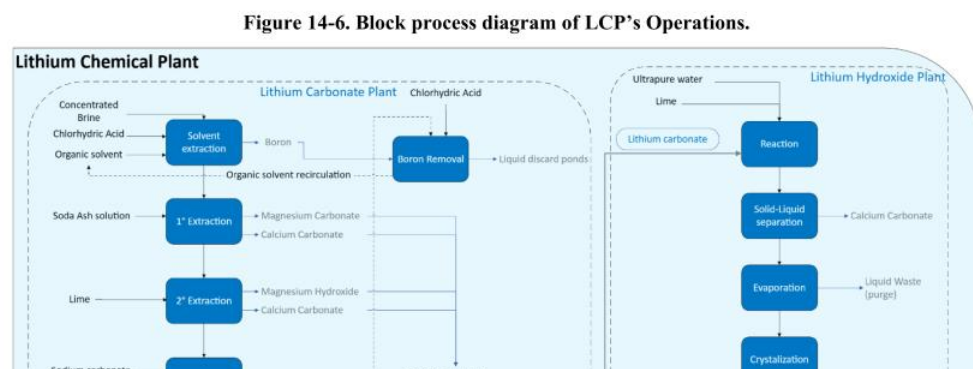 Figure 14-6. Block process diagram of LCP's Operations.
Lithium Chemical Plant
Lithium Carbonate Plant
Chlorhydric Acid
Concentrated
Brine
Chlorhydric Acid
Organic solvent
Solvent
extraction
Boron
Boron Removal
Liquid discard ponds
Organic solvent recirculation
Soda Ash solution
1° Extraction
Magnesium Carbonate
Calcium Carbonate
Lime
2° Extraction
Magnesium Hydroxide
Calcium Carbonate
Sodium carbonate
Ultrapure water
Lithium Hydroxide Plant
Lime
Lithium carbonate
Reaction
Solid-Liquid
separation
Calcium Carbonate
Evaporation
Liquid Waste
(purge)
Crystalization